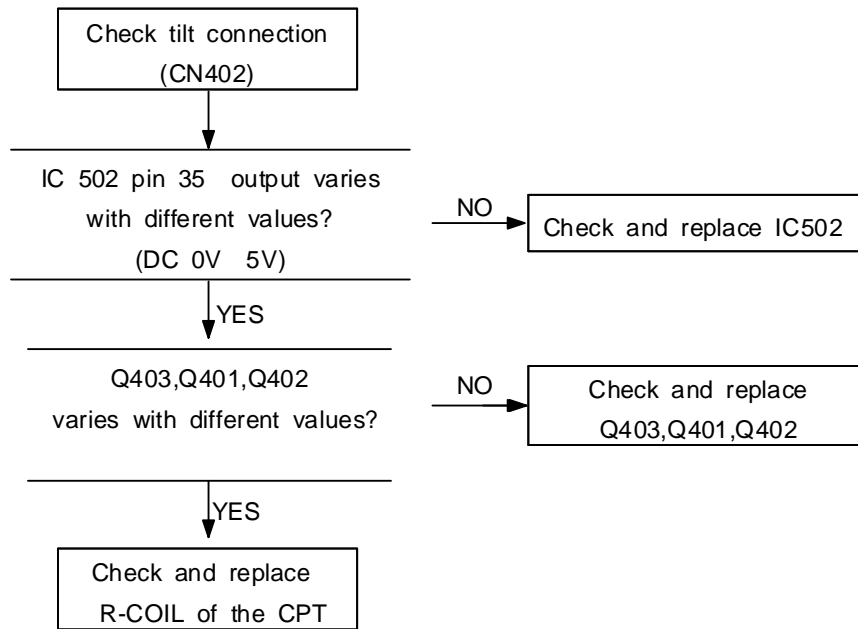 Check tilt connection
(CN402)
IC 502 pin 35 output varies
with different values?
(DC 0V 5V)
NO
Check and replace IC502
YES
Q403,Q401,Q402
varies with different values?
NO
Check and replace
Q403,Q401,Q402
YES
Check and replace
R-COIL of the CPT